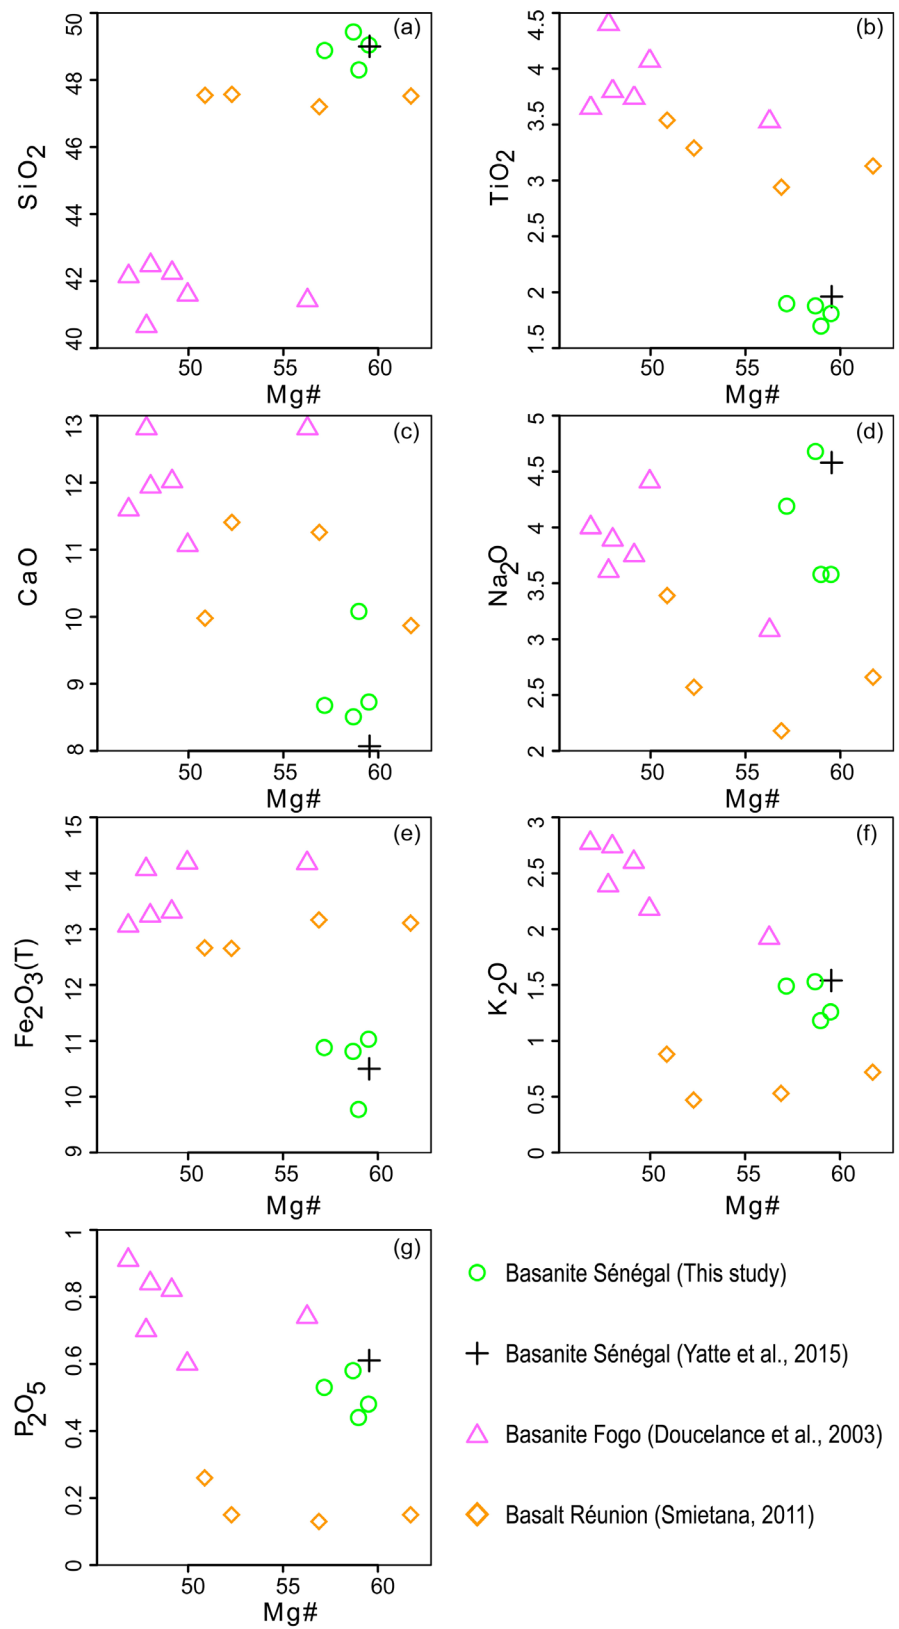 (a)
50
48
46
44
42
40
SiO2
50 55 60
Mg#
(b)
4.5
4
3.5
3
2.5
2
1.5
TiO2
50 55 60
Mg#
(c)
13
12
11
10
9
8
CaO
50 55 60
Mg#
(d)
5
4.5
4
3.5
3
2.5
2
Na2O
50 55 60
Mg#
(e)
15
14
13
12
11
10
9
Fe2O3(T)
50 55 60
Mg#
(f)
3
2.5
2
1.5
1
0.5
0
K2O
50 55 60
Mg#
(g)
1
0.8
0.6
0.4
0.2
0
P2O5
50 55 60
Mg#
Basanite Sénégal (This study)
Basanite Sénégal (Yatte et al., 2015)
Basanite Fogo (Doucelance et al., 2003)
Basalt Réunion (Smietana, 2011)